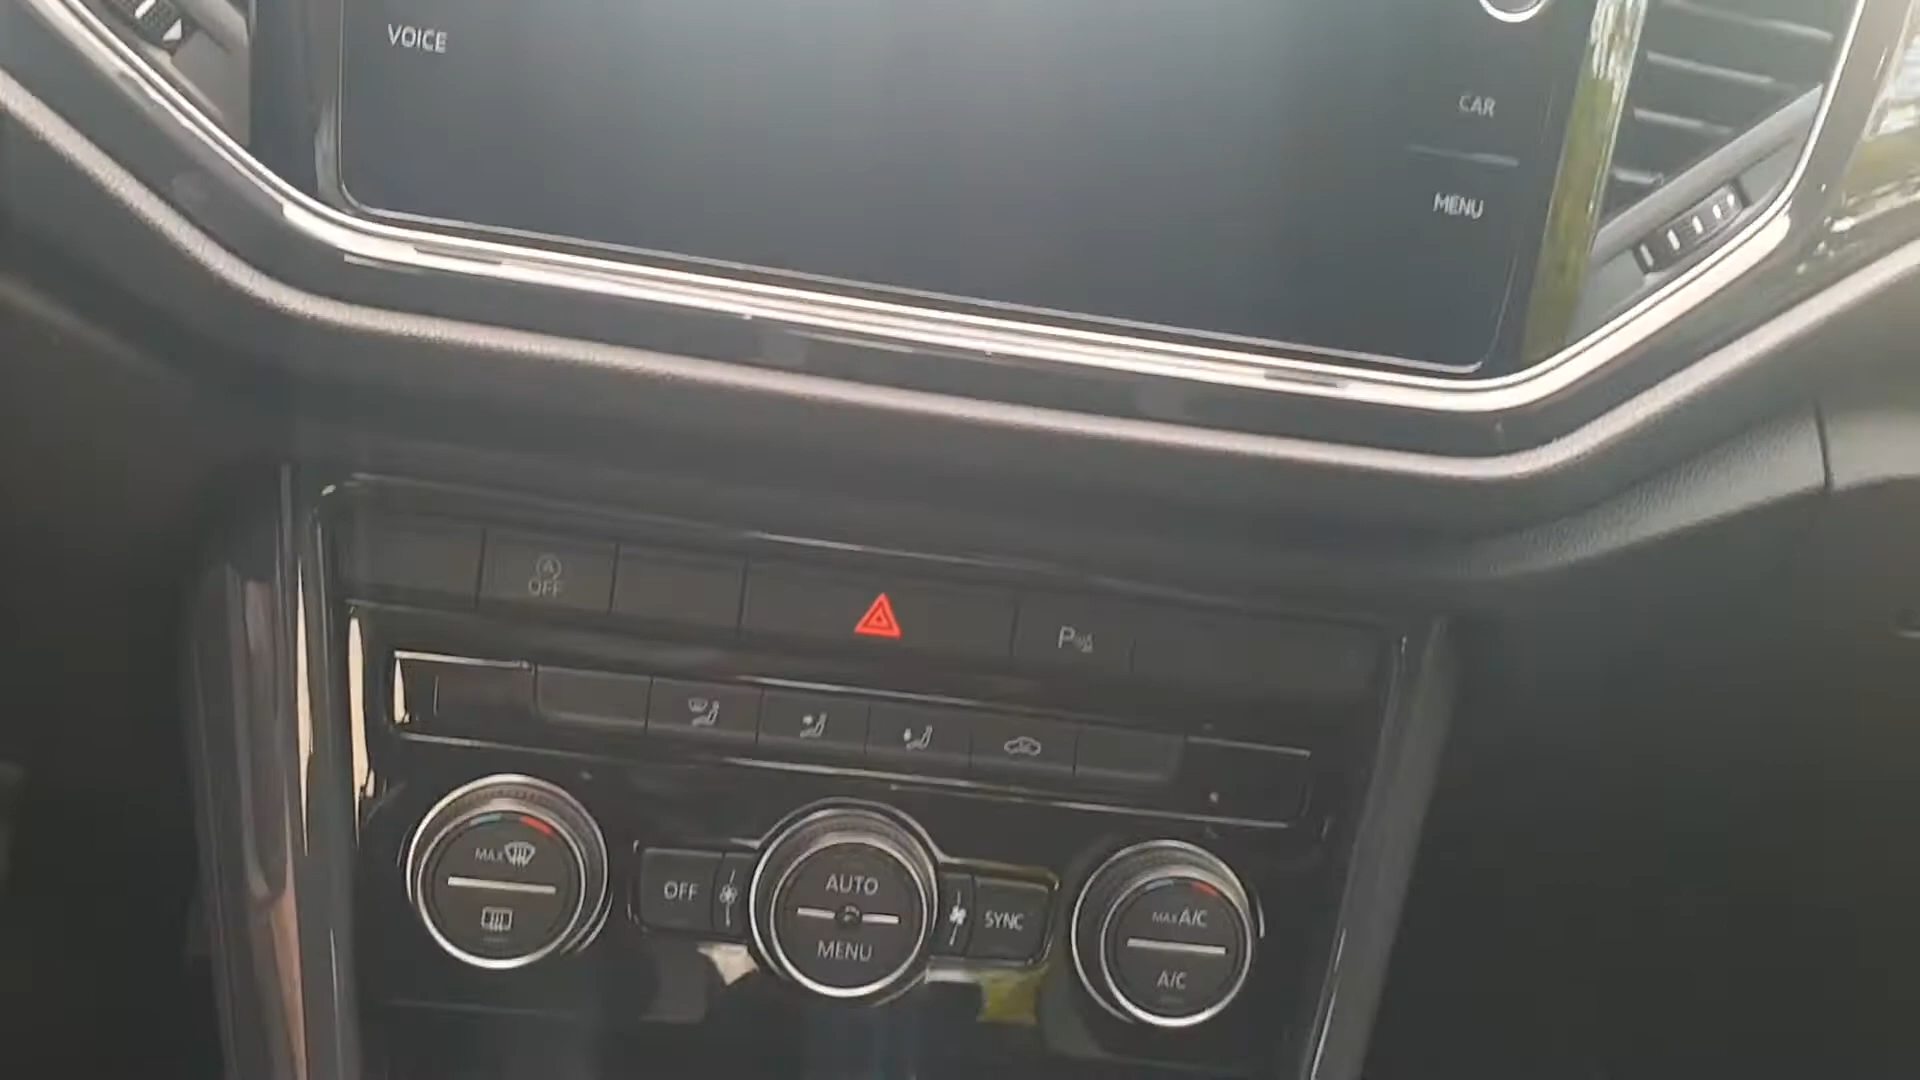 VOICE
CAR
MENU
A
OFF
P
MAX
OFF
AUTO
MENU
SYNC
MAX A/C
A/C